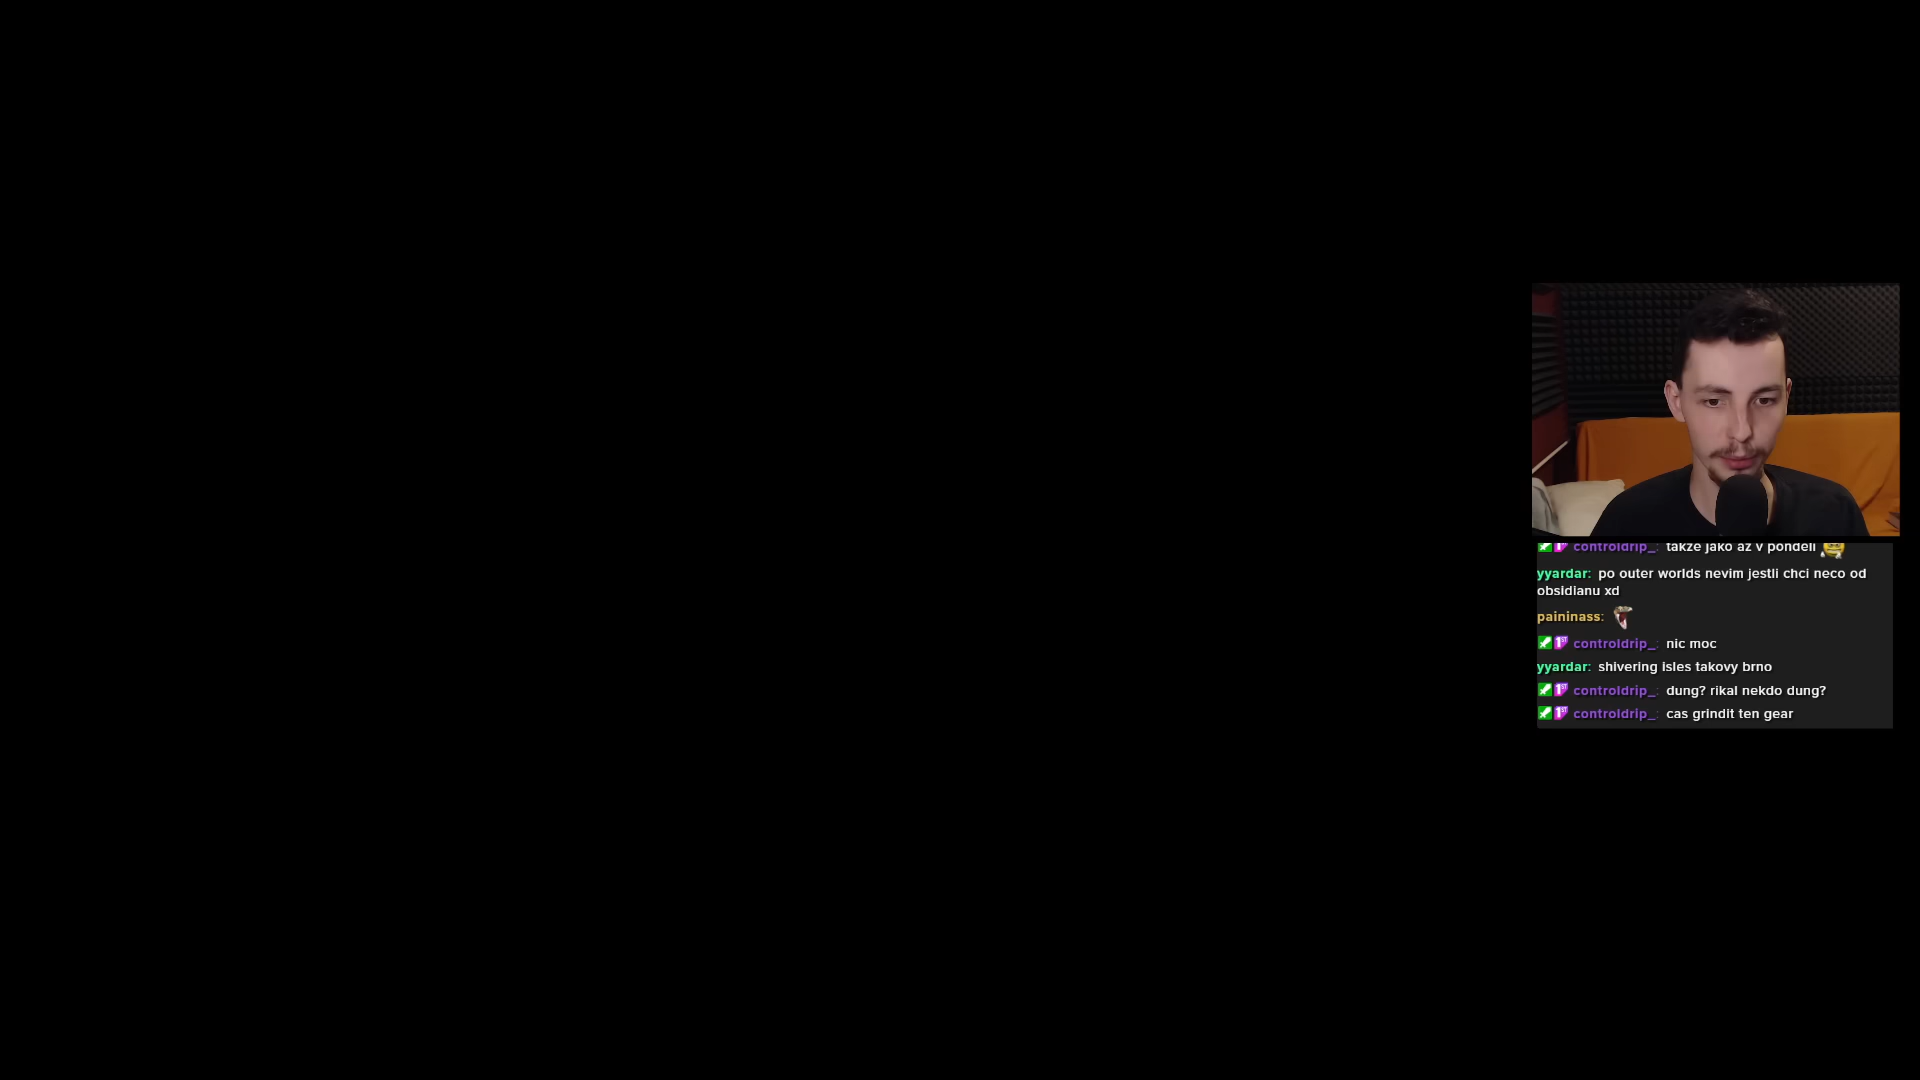 controldrip_: takze jako az v pondeli
yyardar: po outer worlds nevim jestli chci neco od
obsidianu xd
paininass:
controldrip_: nic moc
yyardar: shivering isles takovy brno
controldrip_: dung? rikal nekdo dung?
controldrip_: cas grindit ten gear